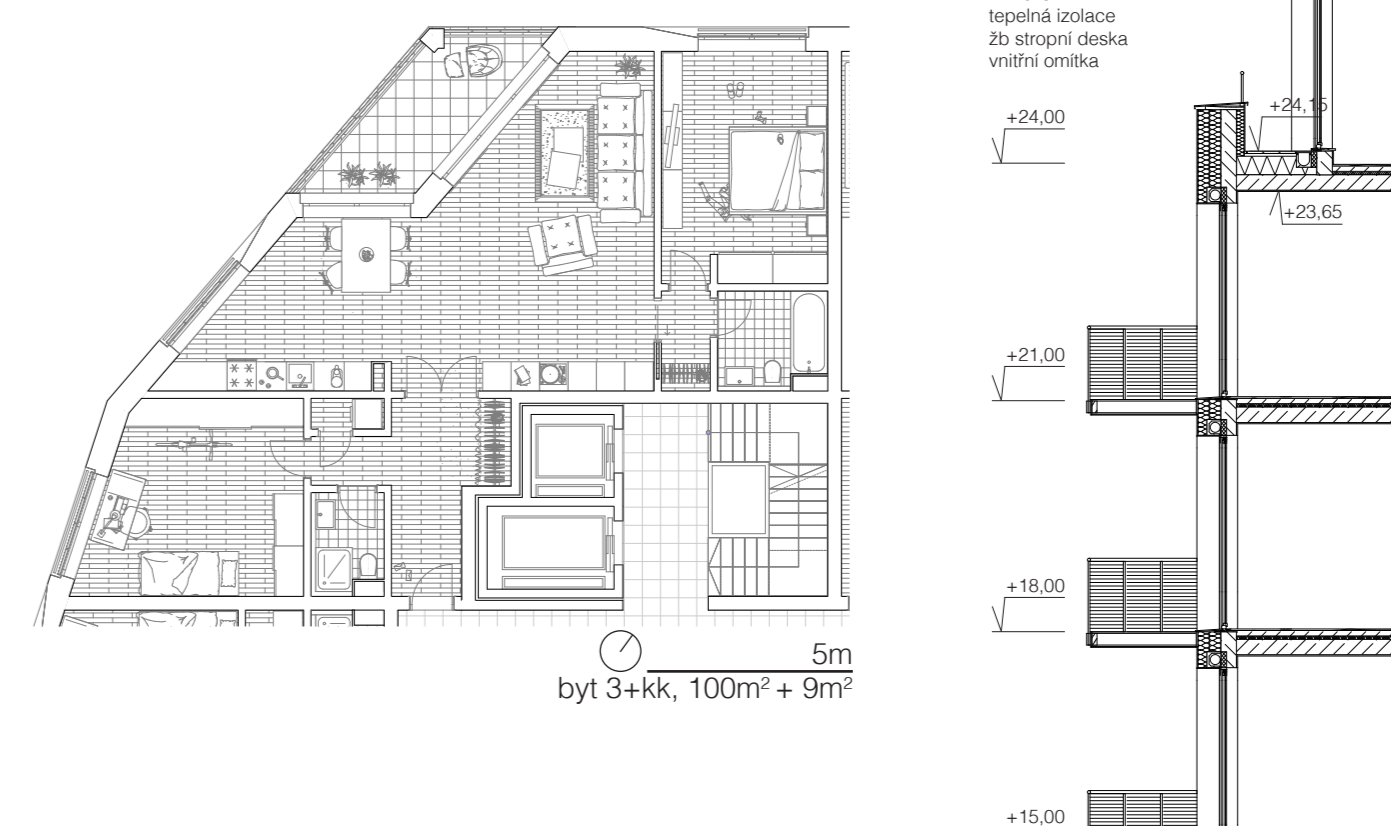 tepelná izolace
žb stropní deska
vnitřní omítka
+24,00
+24,15
+23,65
+21,00
+18,00
5m
byt 3+kk, 100m² + 9m²
+15,00